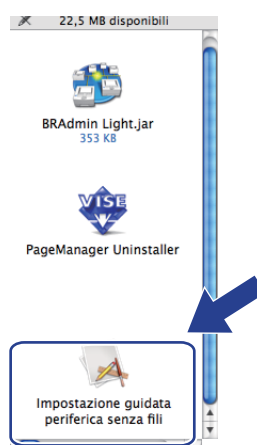 22,5 MB disponibili
BRAdmin Light.jar
353 KB
VISE
PageManager Uninstaller
Impostazione guidata
periferica senza fili